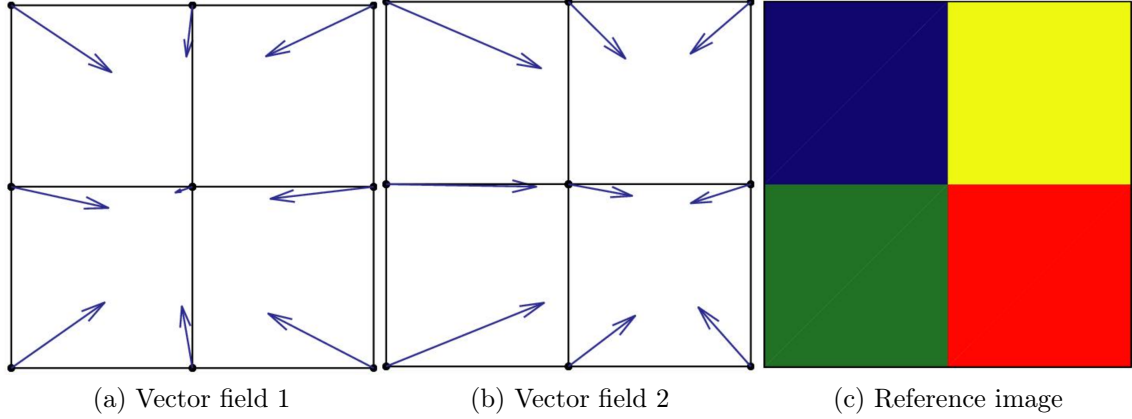 (a) Vector field 1
(b) Vector field 2
(c) Reference image